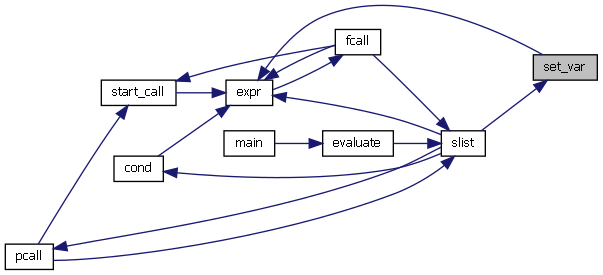 fcall
set_var
start_call
expr
main
evaluate
slist
cond
pcall